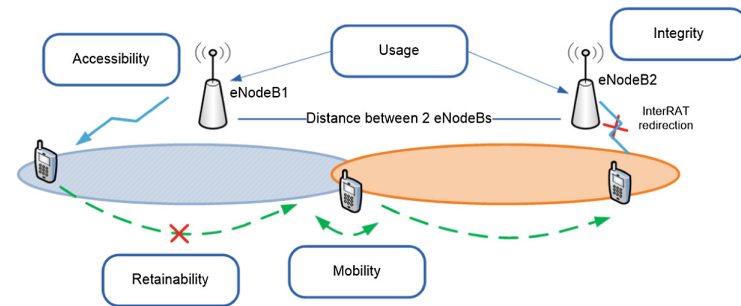 Accessibility
Usage
Integrity
eNodeB1
eNodeB2
Distance between 2 eNodeBs
InterRAT
redirection
Retainability
Mobility